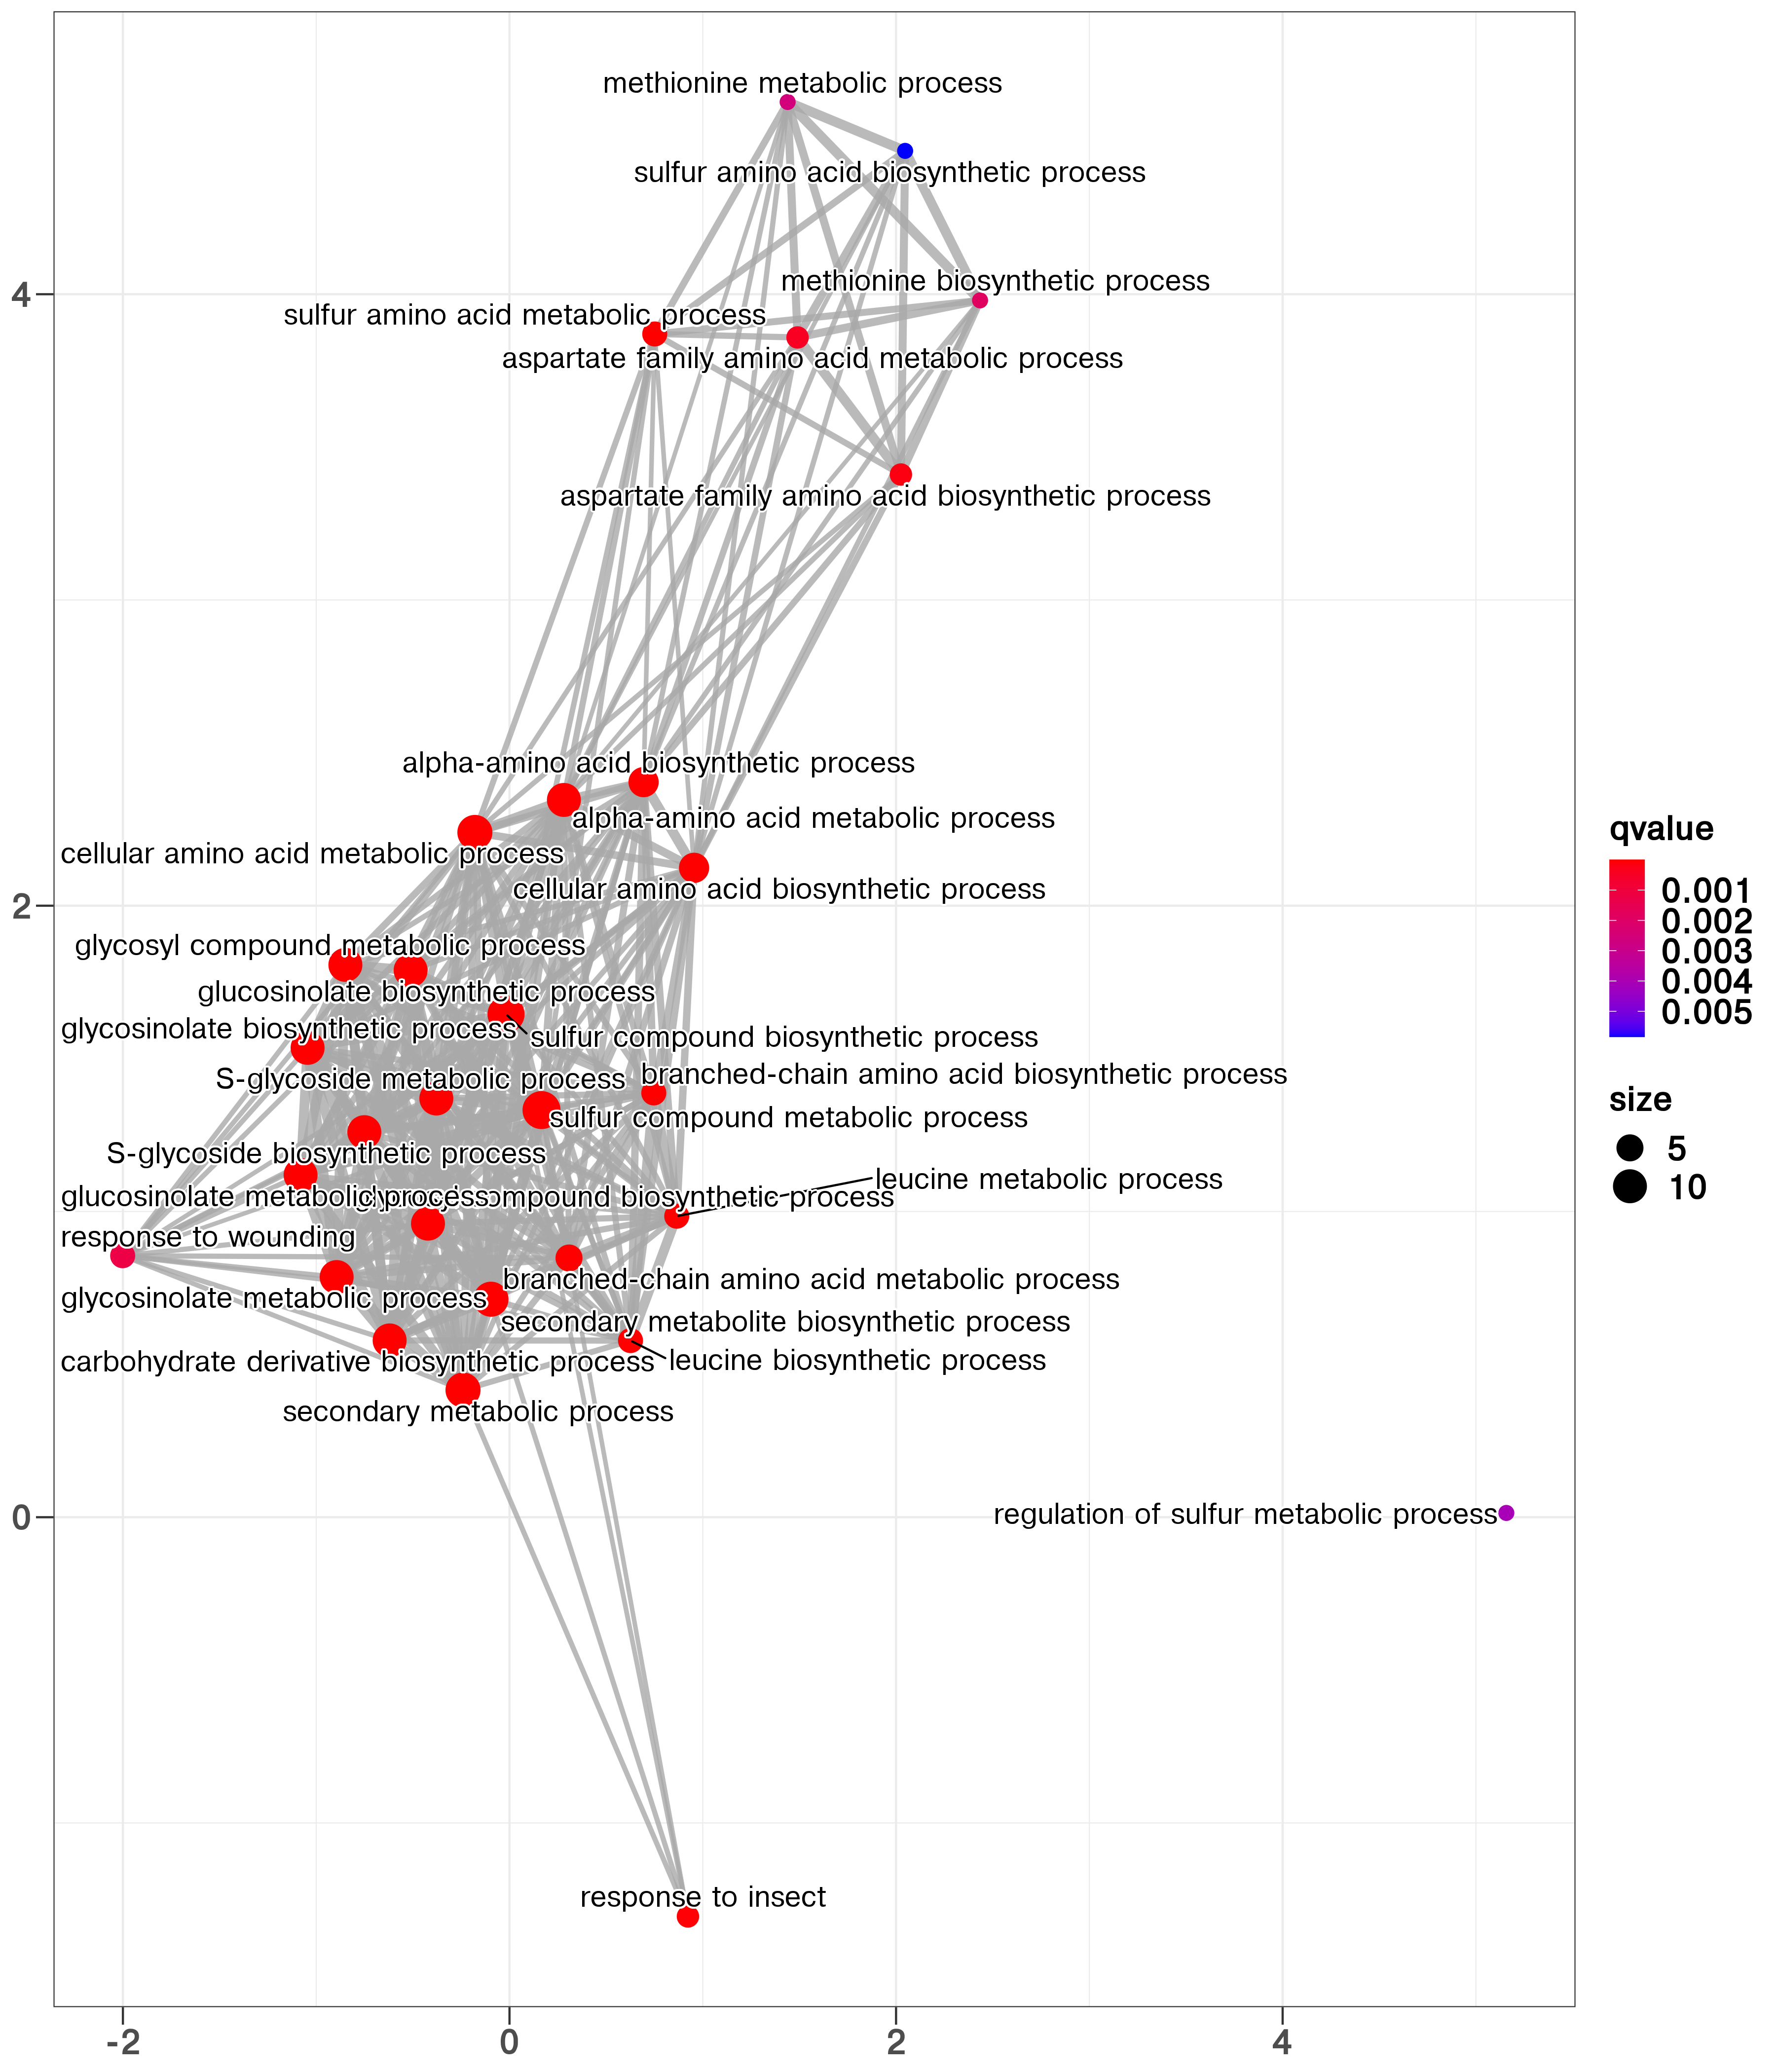 methionine metabolic process
sulfur amino acid biosynthetic process
methionine biosynthetic process
sulfur amino acid metabolic process
aspartate family amino acid metabolic process
aspartate family amino acid biosynthetic process
alpha-amino acid biosynthetic process
alpha-amino acid metabolic process
cellular amino acid metabolic process
cellular amino acid biosynthetic process
glycosyl compound metabolic process
glucosinolate biosynthetic process
glycosinolate biosynthetic process
sulfur compound biosynthetic process
S-glycoside metabolic process
branched-chain amino acid biosynthetic process
sulfur compound metabolic process
S-glycoside biosynthetic process
leucine metabolic process
glucosinolate metabolic process
compound biosynthetic process
response to wounding
branched-chain amino acid metabolic process
glycosinolate metabolic process
secondary metabolite biosynthetic process
carbohydrate derivative biosynthetic process
leucine biosynthetic process
secondary metabolic process
regulation of sulfur metabolic process
response to insect
4
2
0
-2
0
2
4
qvalue
0.001
0.002
0.003
0.004
0.005
size
5
10